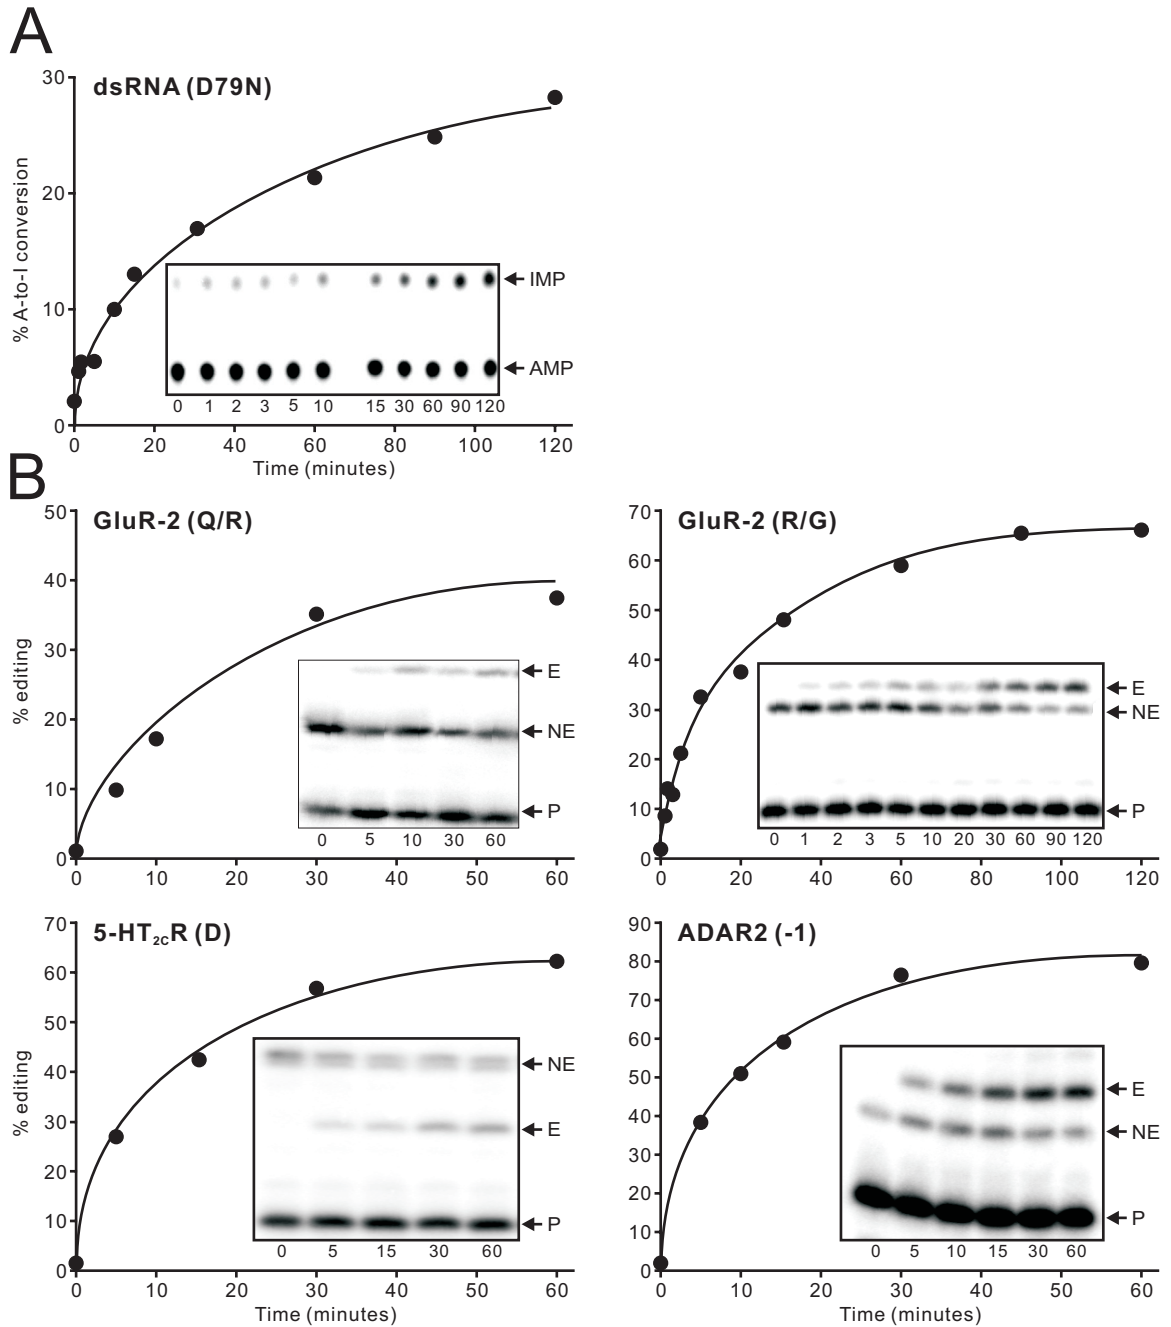 A
dsRNA (D79N)
% A-to-I conversion
30
20
10
0
IMP
AMP
0 1 2 3 5 10 15 30 60 90 120
0 20 40 60 80 100 120
Time (minutes)
B
GluR-2 (Q/R)
% editing
50
40
30
20
10
0
E
NE
P
0 5 10 30 60
0 10 20 30 40 50 60
GluR-2 (R/G)
70
60
50
40
30
20
10
0
E
NE
P
0 1 2 3 5 10 20 30 60 90 120
0 20 40 60 80 100 120
5-HT₂CR (D)
% editing
70
60
50
40
30
20
10
0
NE
E
P
0 5 15 30 60
0 10 20 30 40 50 60
Time (minutes)
ADAR2 (-1)
90
80
70
60
50
40
30
20
10
0
E
NE
P
0 5 10 15 30 60
0 10 20 30 40 50 60
Time (minutes)